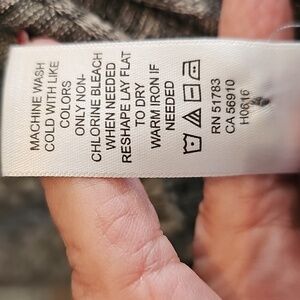 MACHINE WASH
COLD WITH LIKE
COLORS
ONLY NON-
CHLORINE BLEACH
WHEN NEEDED
RESHAPE LAY FLAT
TO DRY
WARM IRON IF
NEEDED
RN 51783
CA 56910
H0616